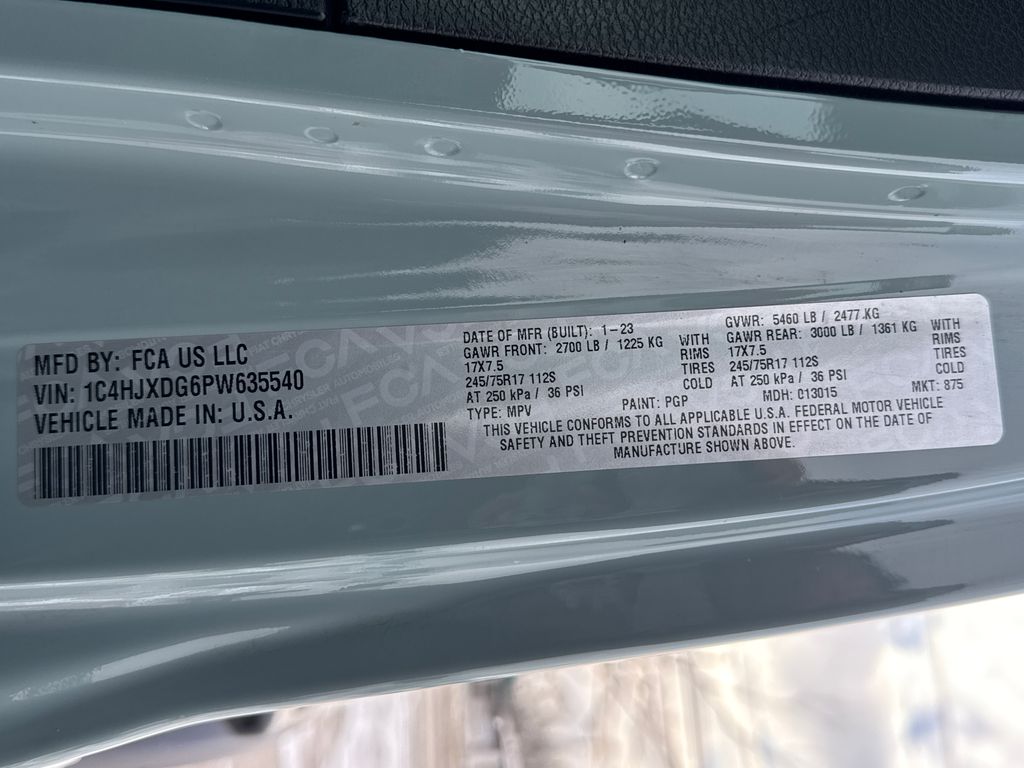 MFD BY: FCA US LLC
VIN: 1C4HJXDG6PW635540
VEHICLE MADE IN: U.S.A.
DATE OF MFR (BUILT): 1-23
GAWR FRONT: 2700 LB / 1225 KG WITH
17X7.5 RIMS
245/75R17 112S TIRES
AT 250 kPa / 36 PSI COLD
TYPE: MPV PAINT: PGP
GVWR: 5460 LB / 2477 KG
GAWR REAR: 3000 LB / 1361 KG WITH
17X7.5 RIMS
245/75R17 112S TIRES
AT 250 kPa / 36 PSI COLD
MDH: 013015 MKT: 875
THIS VEHICLE CONFORMS TO ALL APPLICABLE U.S.A. FEDERAL MOTOR VEHICLE
SAFETY AND THEFT PREVENTION STANDARDS IN EFFECT ON THE DATE OF
MANUFACTURE SHOWN ABOVE.